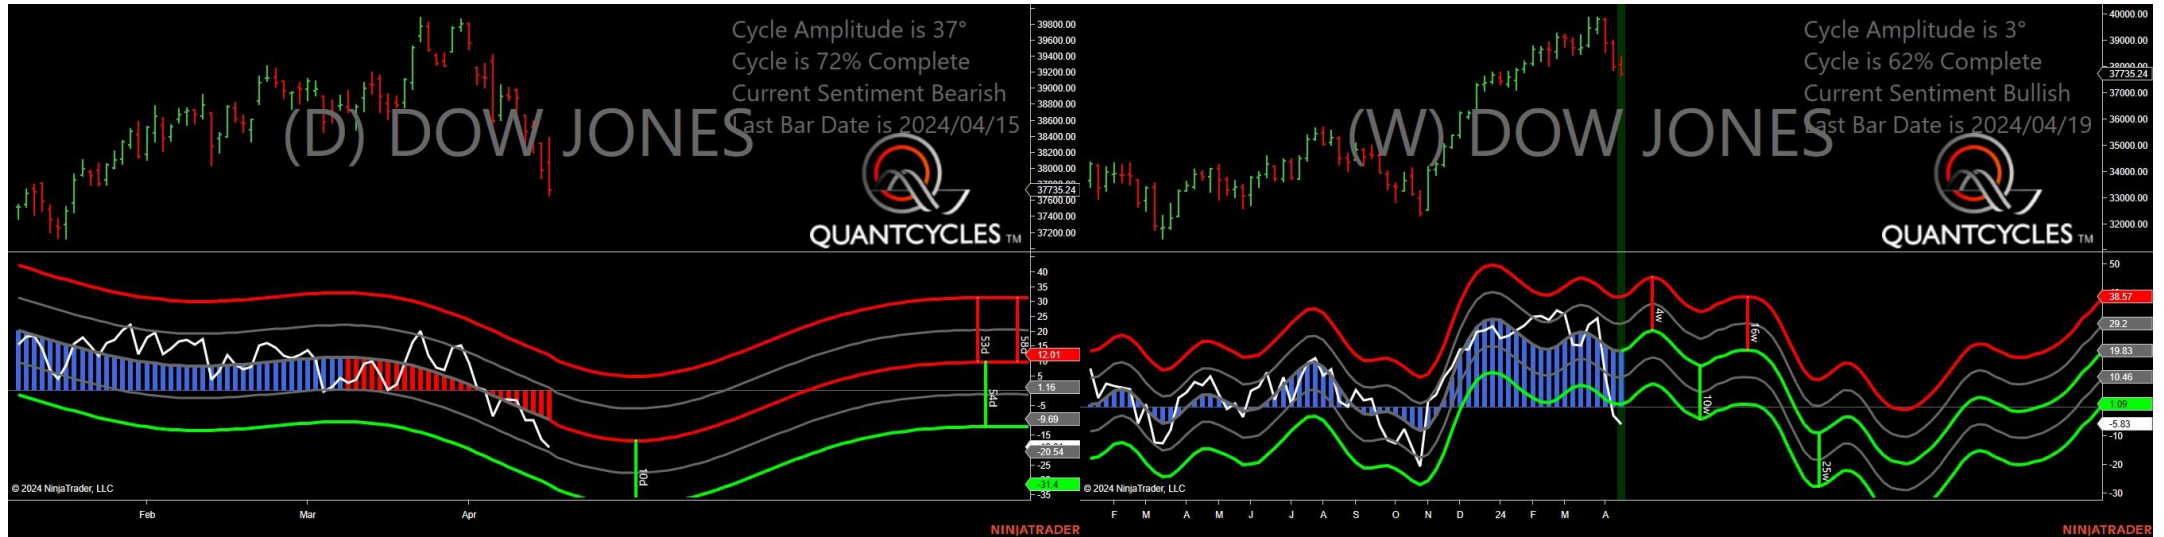 Cycle Amplitude is 37°
Cycle is 72% Complete
Current Sentiment Bearish
Last Bar Date is 2024/04/15
(D) DOW JONES
QUANTCYCLES TM
39800.00
39600.00
39400.00
39200.00
39000.00
38800.00
38600.00
38400.00
38200.00
38000.00
37735.24
37600.00
37400.00
37200.00
40
35
30
25
20
15
12.01
5
1.16
-5
-9.69
-15
-20.54
-25
-31.4
-35
53d
58d
54d
10d
© 2024 NinjaTrader, LLC
Feb
Mar
Apr
NINJATRADER
Cycle Amplitude is 3°
Cycle is 62% Complete
Current Sentiment Bullish
Last Bar Date is 2024/04/19
(W) DOW JONES
QUANTCYCLES TM
40000.00
39000.00
38000.00
37735.24
37000.00
36000.00
35000.00
34000.00
33000.00
32000.00
50
38.57
29.2
19.83
10.46
1.09
-5.83
-10
-20
-30
4w
16w
10w
25w
© 2024 NinjaTrader, LLC
F
M
A
M
J
J
A
S
O
N
D
24
F
M
A
NINJATRADER